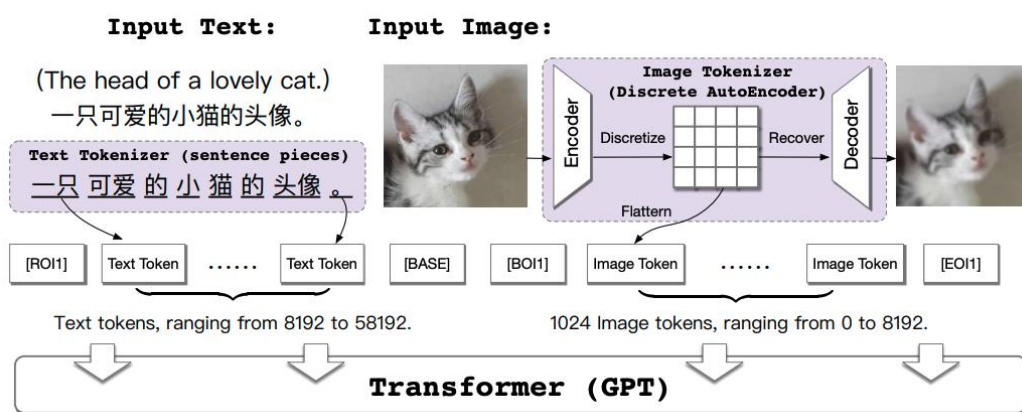 Input Text:
Input Image:
(The head of a lovely cat.)
一只可爱的小猫的头像。
Text Tokenizer (sentence pieces)
一只 可爱 的 小 猫 的 头像 。
Image Tokenizer
(Discrete AutoEncoder)
Encoder
Discretize
Recover
Decoder
Flatten
[ROI1] Text Token ...... Text Token [BASE] [BOI1] Image Token ...... Image Token [EOI1]
Text tokens, ranging from 8192 to 58192.
1024 Image tokens, ranging from 0 to 8192.
Transformer (GPT)